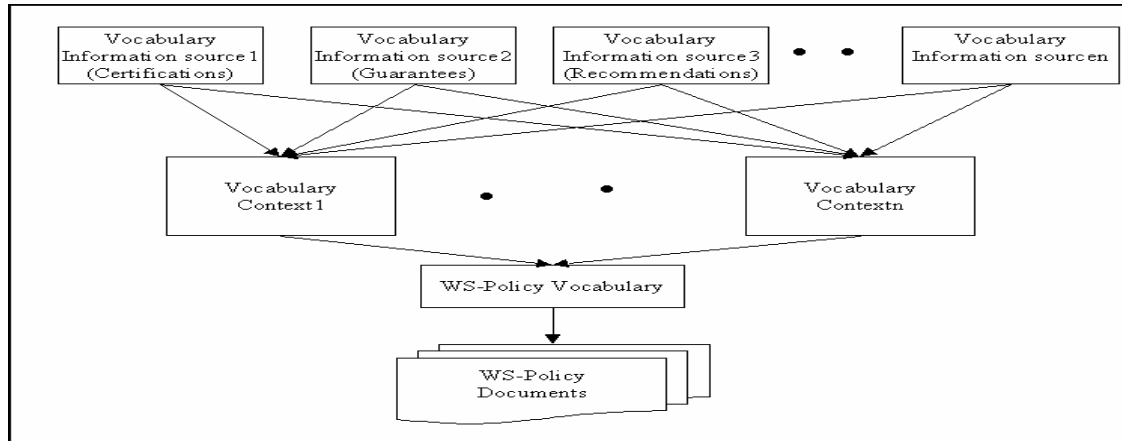 Vocabulary
Information source1
(Certifications)
Vocabulary
Information source2
(Guarantees)
Vocabulary
Information source3
(Recommendations)
Vocabulary
Information sourcen
Vocabulary
Context1
Vocabulary
Contextn
WS-Policy Vocabulary
WS-Policy
Documents